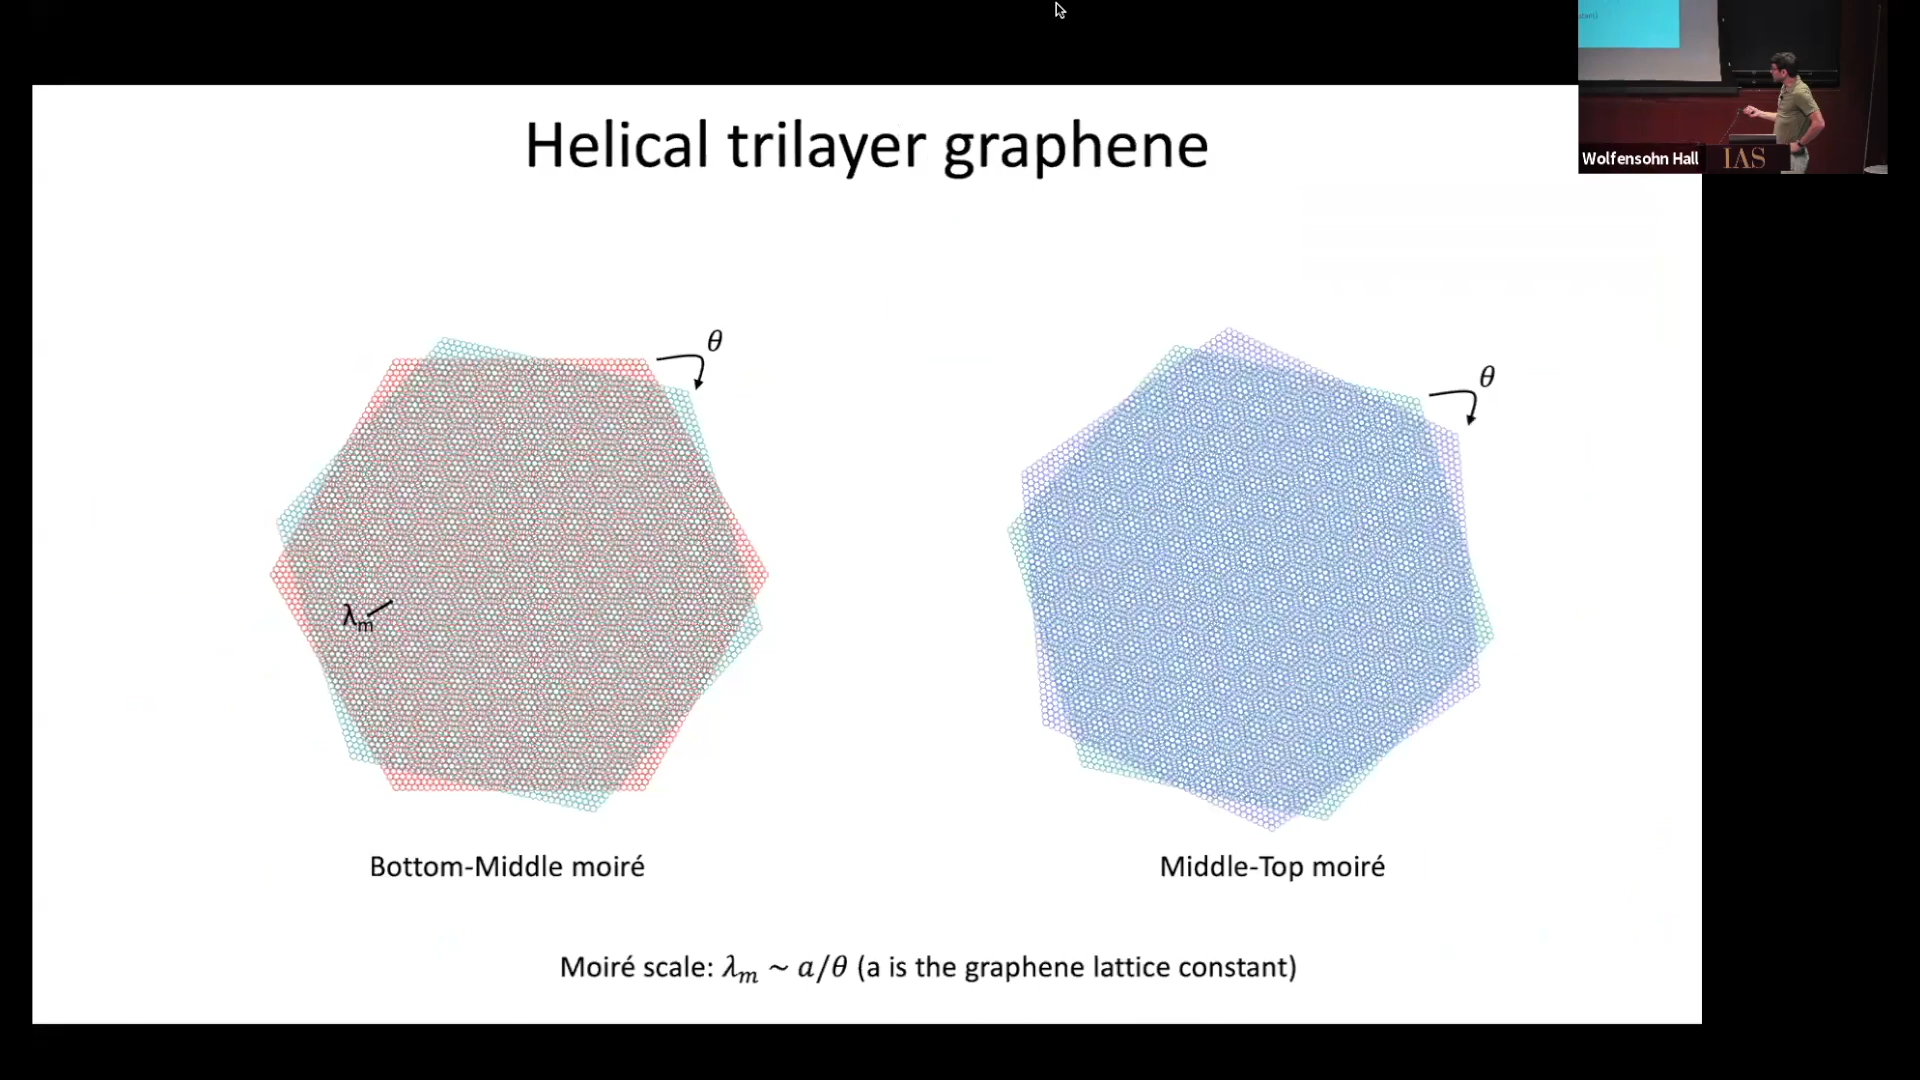 Helical trilayer graphene
Wolfensohn Hall
IAS
θ
θ
λm
Bottom-Middle moiré
Middle-Top moiré
Moiré scale: λ𝑚 ~ 𝑎/θ (a is the graphene lattice constant)